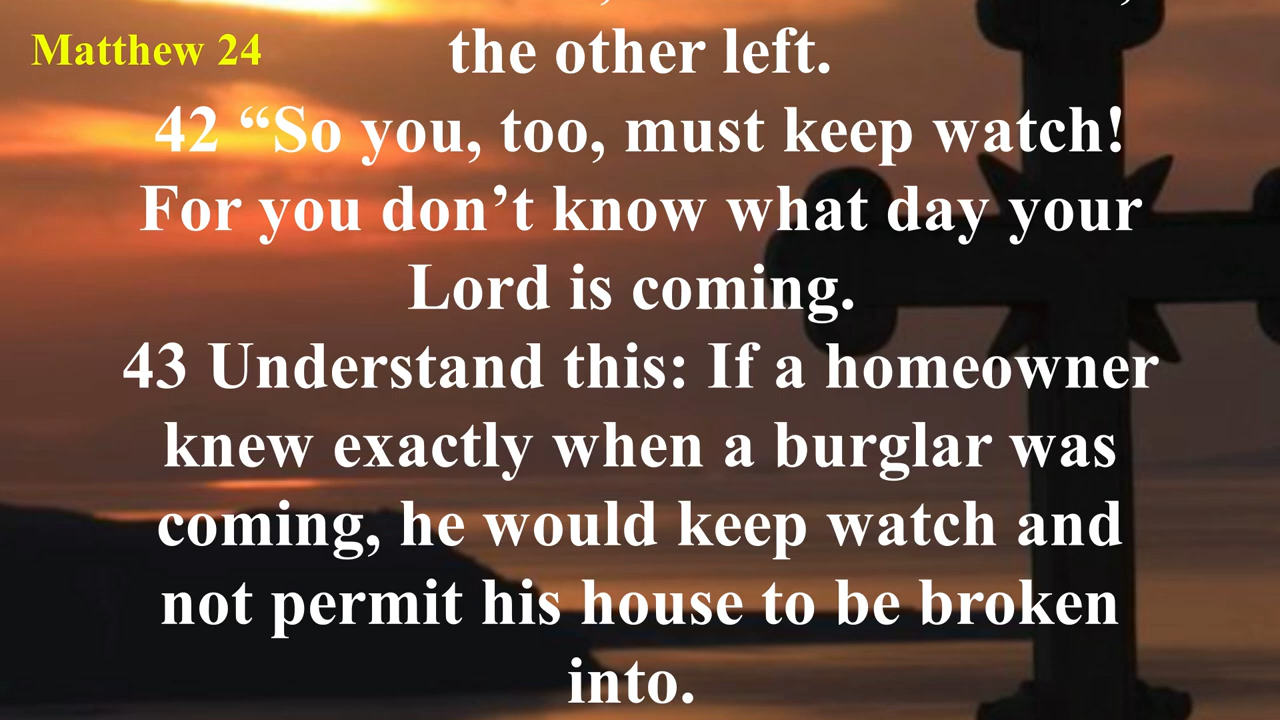 Matthew 24
the other left.
42 “So you, too, must keep watch!
For you don’t know what day your
Lord is coming.
43 Understand this: If a homeowner
knew exactly when a burglar was
coming, he would keep watch and
not permit his house to be broken
into.